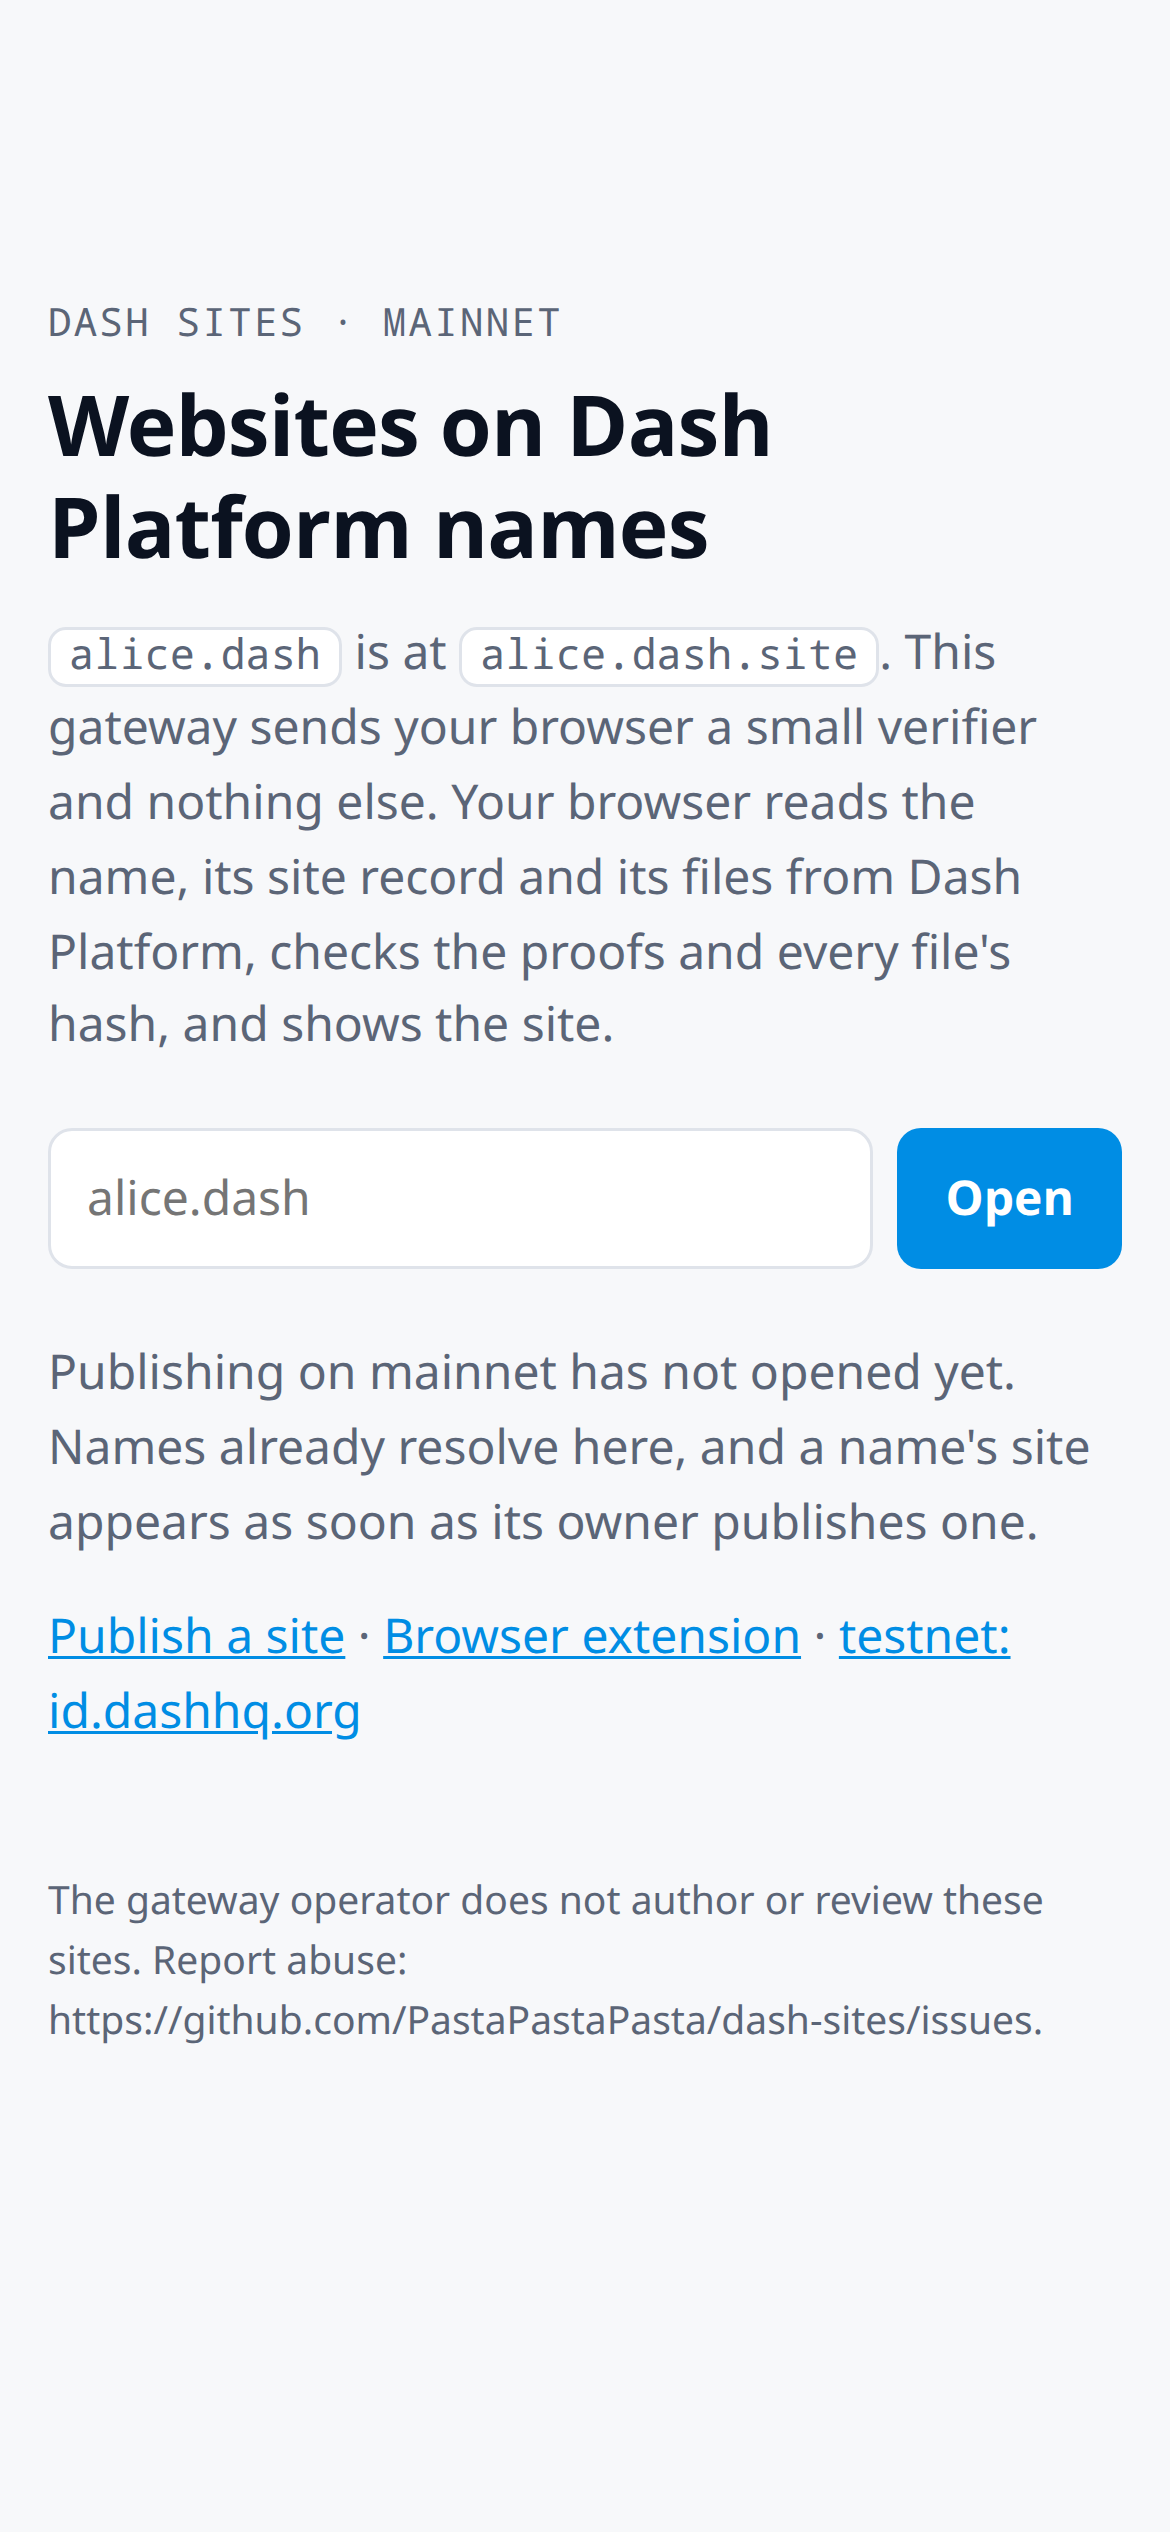 DASH SITES · MAINNET
Websites on Dash
Platform names
alice.dash is at alice.dash.site. This
gateway sends your browser a small verifier
and nothing else. Your browser reads the
name, its site record and its files from Dash
Platform, checks the proofs and every file's
hash, and shows the site.
alice.dash
Open
Publishing on mainnet has not opened yet.
Names already resolve here, and a name's site
appears as soon as its owner publishes one.
Publish a site · Browser extension · testnet:
id.dashhq.org
The gateway operator does not author or review these
sites. Report abuse:
https://github.com/PastaPastaPasta/dash-sites/issues.